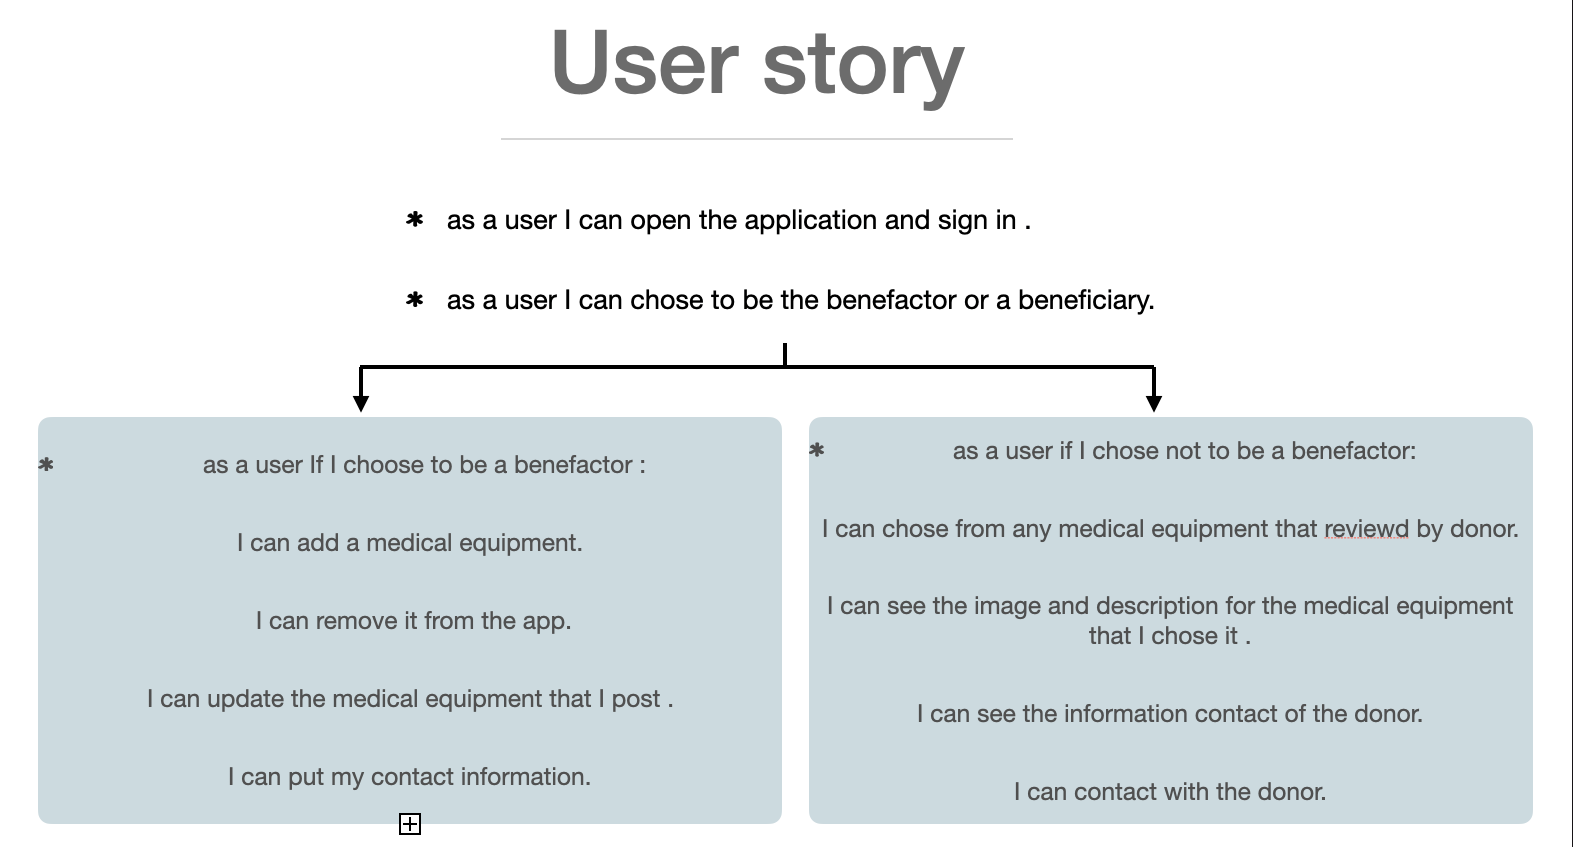 User story
* as a user I can open the application and sign in .
* as a user I can chose to be the benefactor or a beneficiary.
* as a user If I choose to be a benefactor :
I can add a medical equipment.
I can remove it from the app.
I can update the medical equipment that I post .
I can put my contact information.
* as a user if I chose not to be a benefactor:
I can chose from any medical equipment that reviewd by donor.
I can see the image and description for the medical equipment
that I chose it .
I can see the information contact of the donor.
I can contact with the donor.